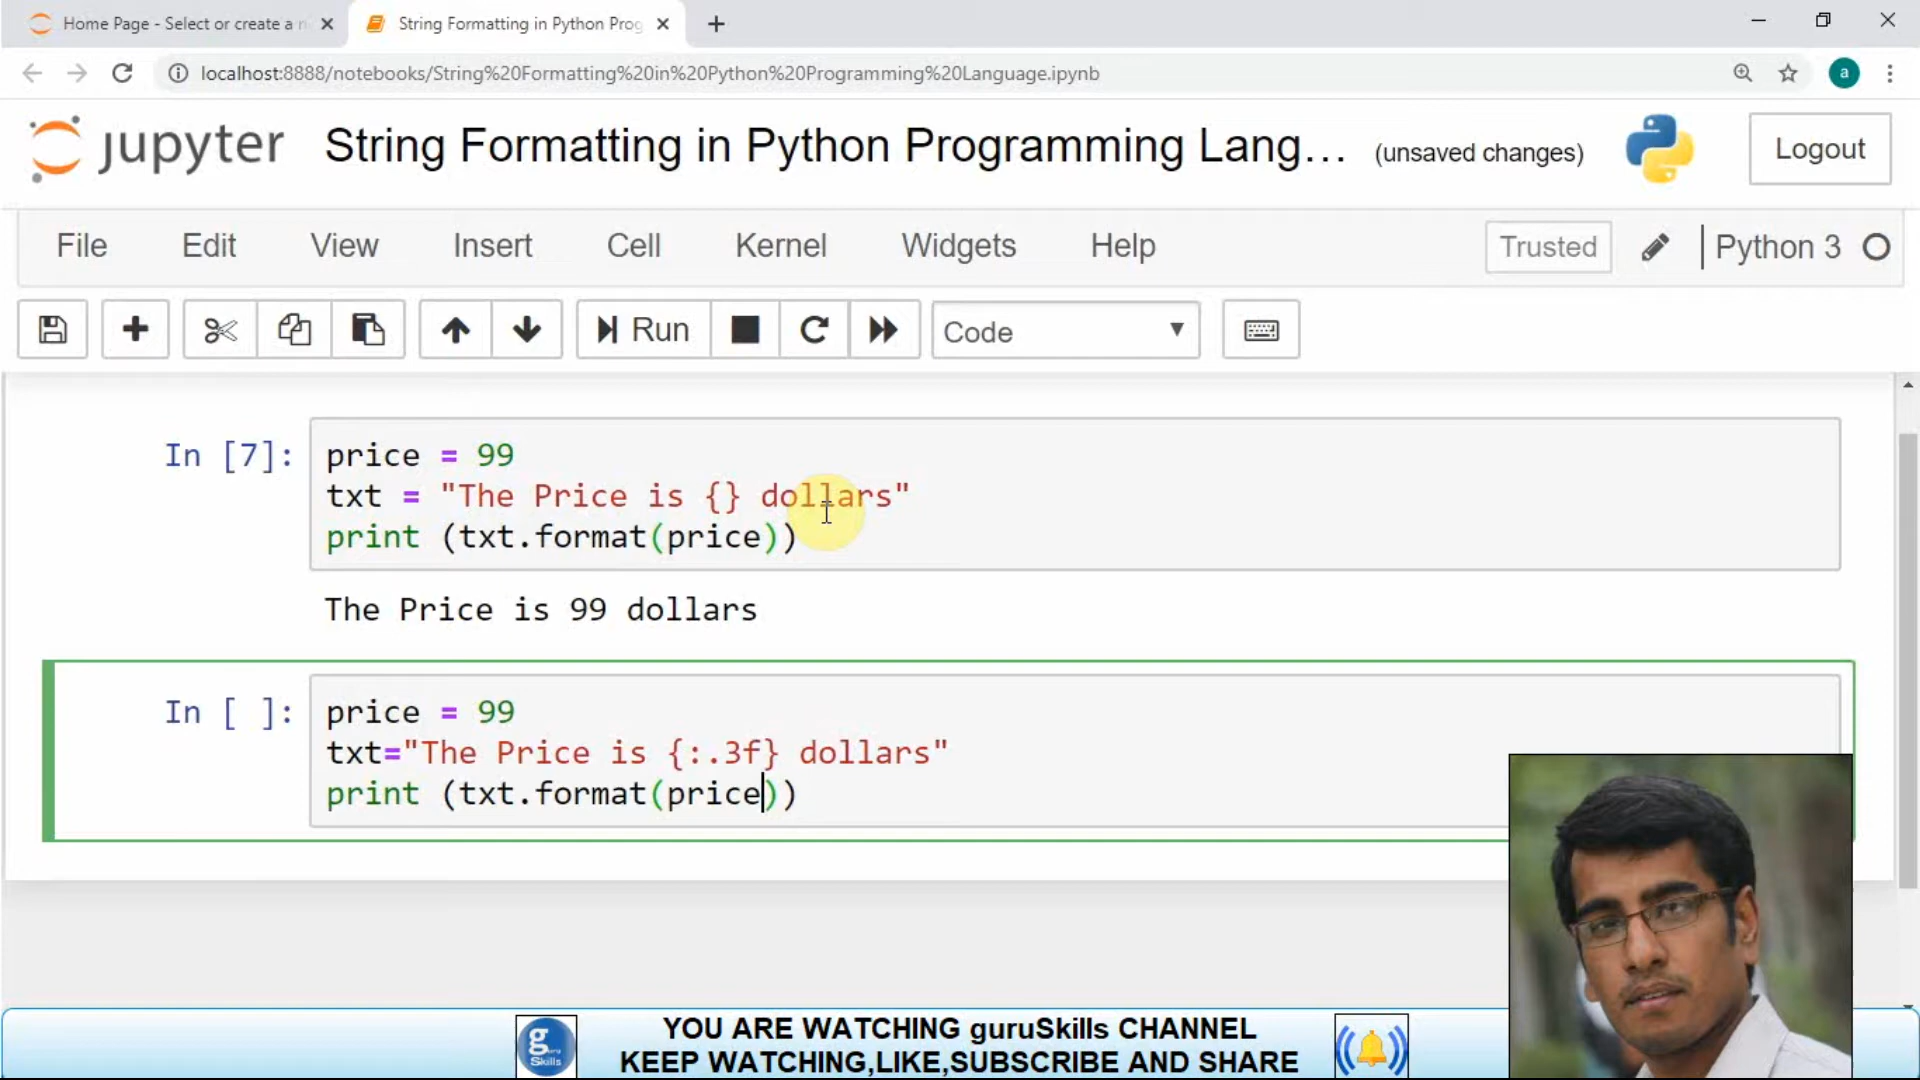 Home Page - Select or create a n
String Formatting in Python Prog
localhost:8888/notebooks/String%20Formatting%20in%20Python%20Programming%20Language.ipynb
a
jupyter
String Formatting in Python Programming Lang...
(unsaved changes)
Logout
File Edit View Insert Cell Kernel Widgets Help
Trusted
Python 3
Run
Code
In [7]:
price = 99
txt = "The Price is {} dollars"
print (txt.format(price))
The Price is 99 dollars
In [ ]:
price = 99
txt="The Price is {:.3f} dollars"
print (txt.format(price))
g
Skills
YOU ARE WATCHING guruSkills CHANNEL
KEEP WATCHING,LIKE,SUBSCRIBE AND SHARE